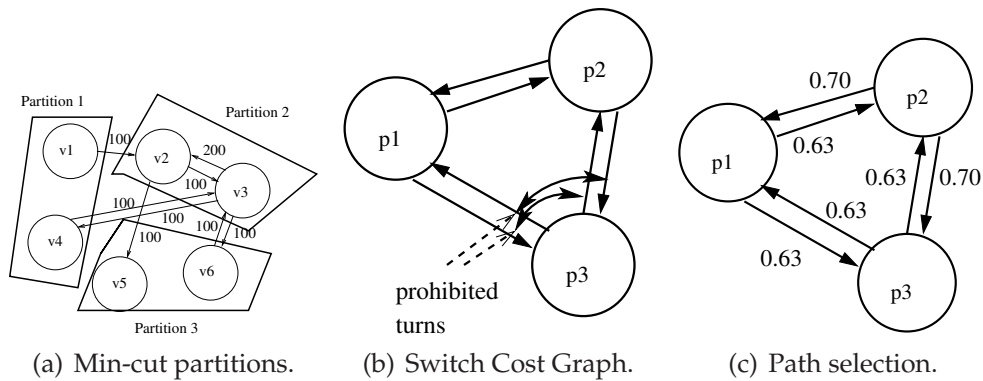 Partition 1
Partition 2
v1
100
v2
200
100
v3
100
100
v4
100
100
100
v5
v6
Partition 3
(a) Min-cut partitions.
p2
p1
p3
prohibited
turns
(b) Switch Cost Graph.
0.70
p2
p1
0.63
0.63
0.70
0.63
0.63
p3
(c) Path selection.